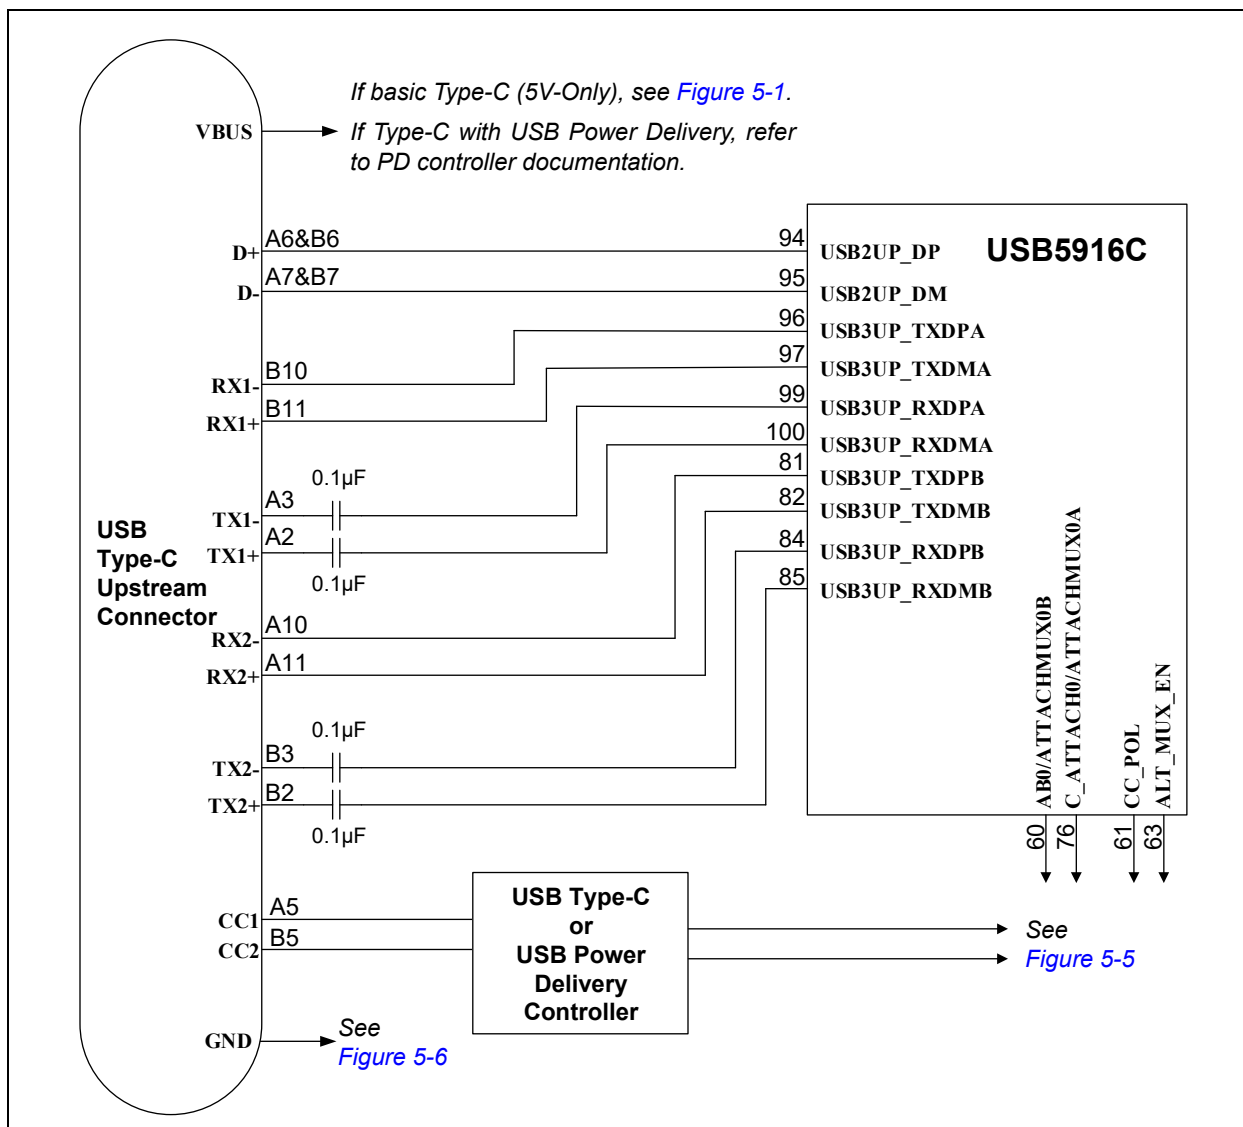 If basic Type-C (5V-Only), see Figure 5-1.
VBUS
If Type-C with USB Power Delivery, refer
to PD controller documentation.
USB5916C
D+
A6&B6
94
USB2UP_DP
D-
A7&B7
95
USB2UP_DM
96
USB3UP_TXDPA
97
USB3UP_TXDMA
RX1-
B10
99
USB3UP_RXDPA
RX1+
B11
100
USB3UP_RXDMA
81
USB3UP_TXDPB
0.1µF
TX1-
A3
82
USB3UP_TXDMB
TX1+
A2
84
USB3UP_RXDPB
0.1µF
85
USB3UP_RXDMB
USB
Type-C
Upstream
Connector
RX2-
A10
RX2+
A11
0.1µF
TX2-
B3
TX2+
B2
0.1µF
AB0/ATTACHMUX0B
C_ATTACH0/ATTACHMUX0A
CC_POL
ALT_MUX_EN
60
76
61
63
CC1
A5
CC2
B5
USB Type-C
or
USB Power
Delivery
Controller
See
Figure 5-5
GND
See
Figure 5-6